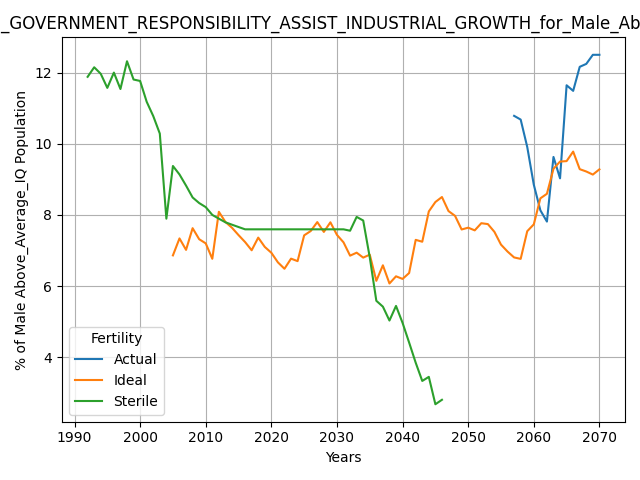 _GOVERNMENT_RESPONSIBILITY_ASSIST_INDUSTRIAL_GROWTH_for_Male_Ab
12
10
8
6
4
% of Male Above_Average_IQ Population
Fertility
Actual
Ideal
Sterile
1990 2000 2010 2020 2030 2040 2050 2060 2070
Years